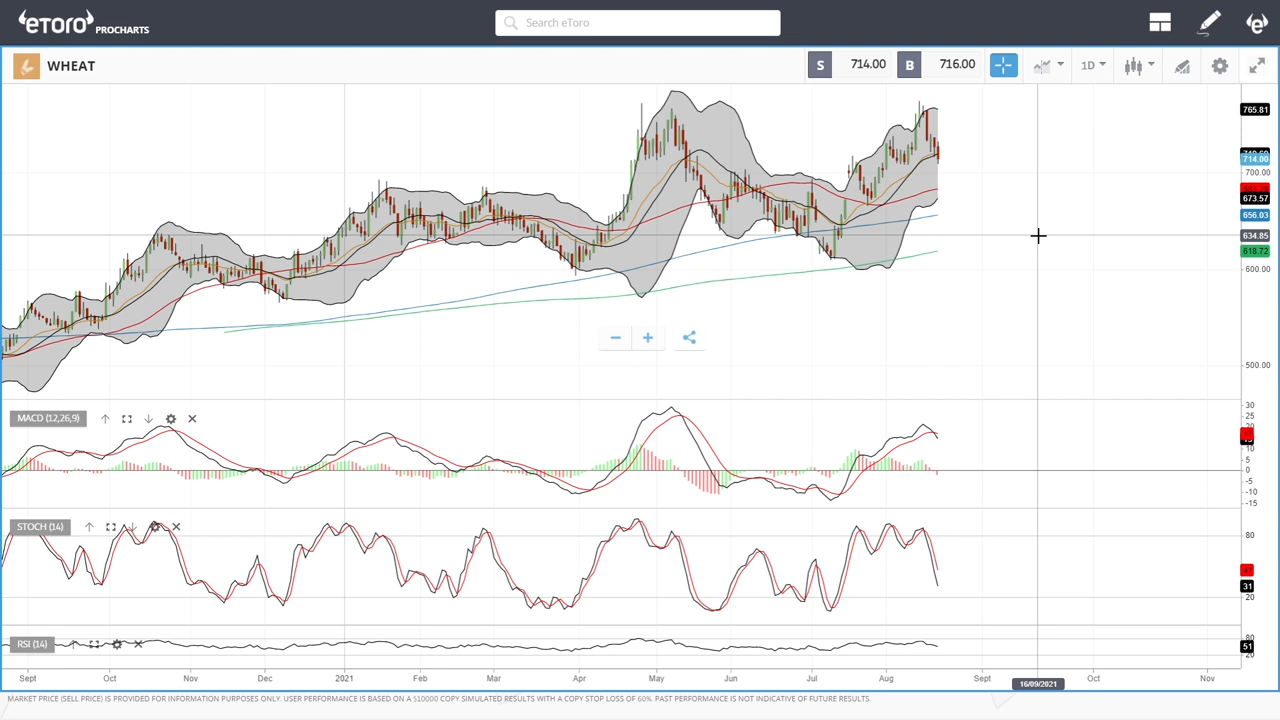 eToro PROCHARTS
Search eToro
WHEAT
S 714.00 B 716.00
1D
765.81
714.00
700.00
673.57
656.03
634.85
618.72
600.00
500.00
MACD (12,26,9)
30
25
20
10
5
0
-5
-10
-15
STOCH (14)
80
31
20
RSI (14)
80
51
20
Sept Oct Nov Dec 2021 Feb Mar Apr May Jun Jul Aug Sept 16/09/2021 Oct Nov
MARKET PRICE (SELL PRICE) IS PROVIDED FOR INFORMATION PURPOSES ONLY. USER PERFORMANCE IS BASED ON A $10000 COPY SIMULATED RESULTS WITH A COPY STOP LOSS OF 60%. PAST PERFORMANCE IS NOT INDICATIVE OF FUTURE RESULTS.